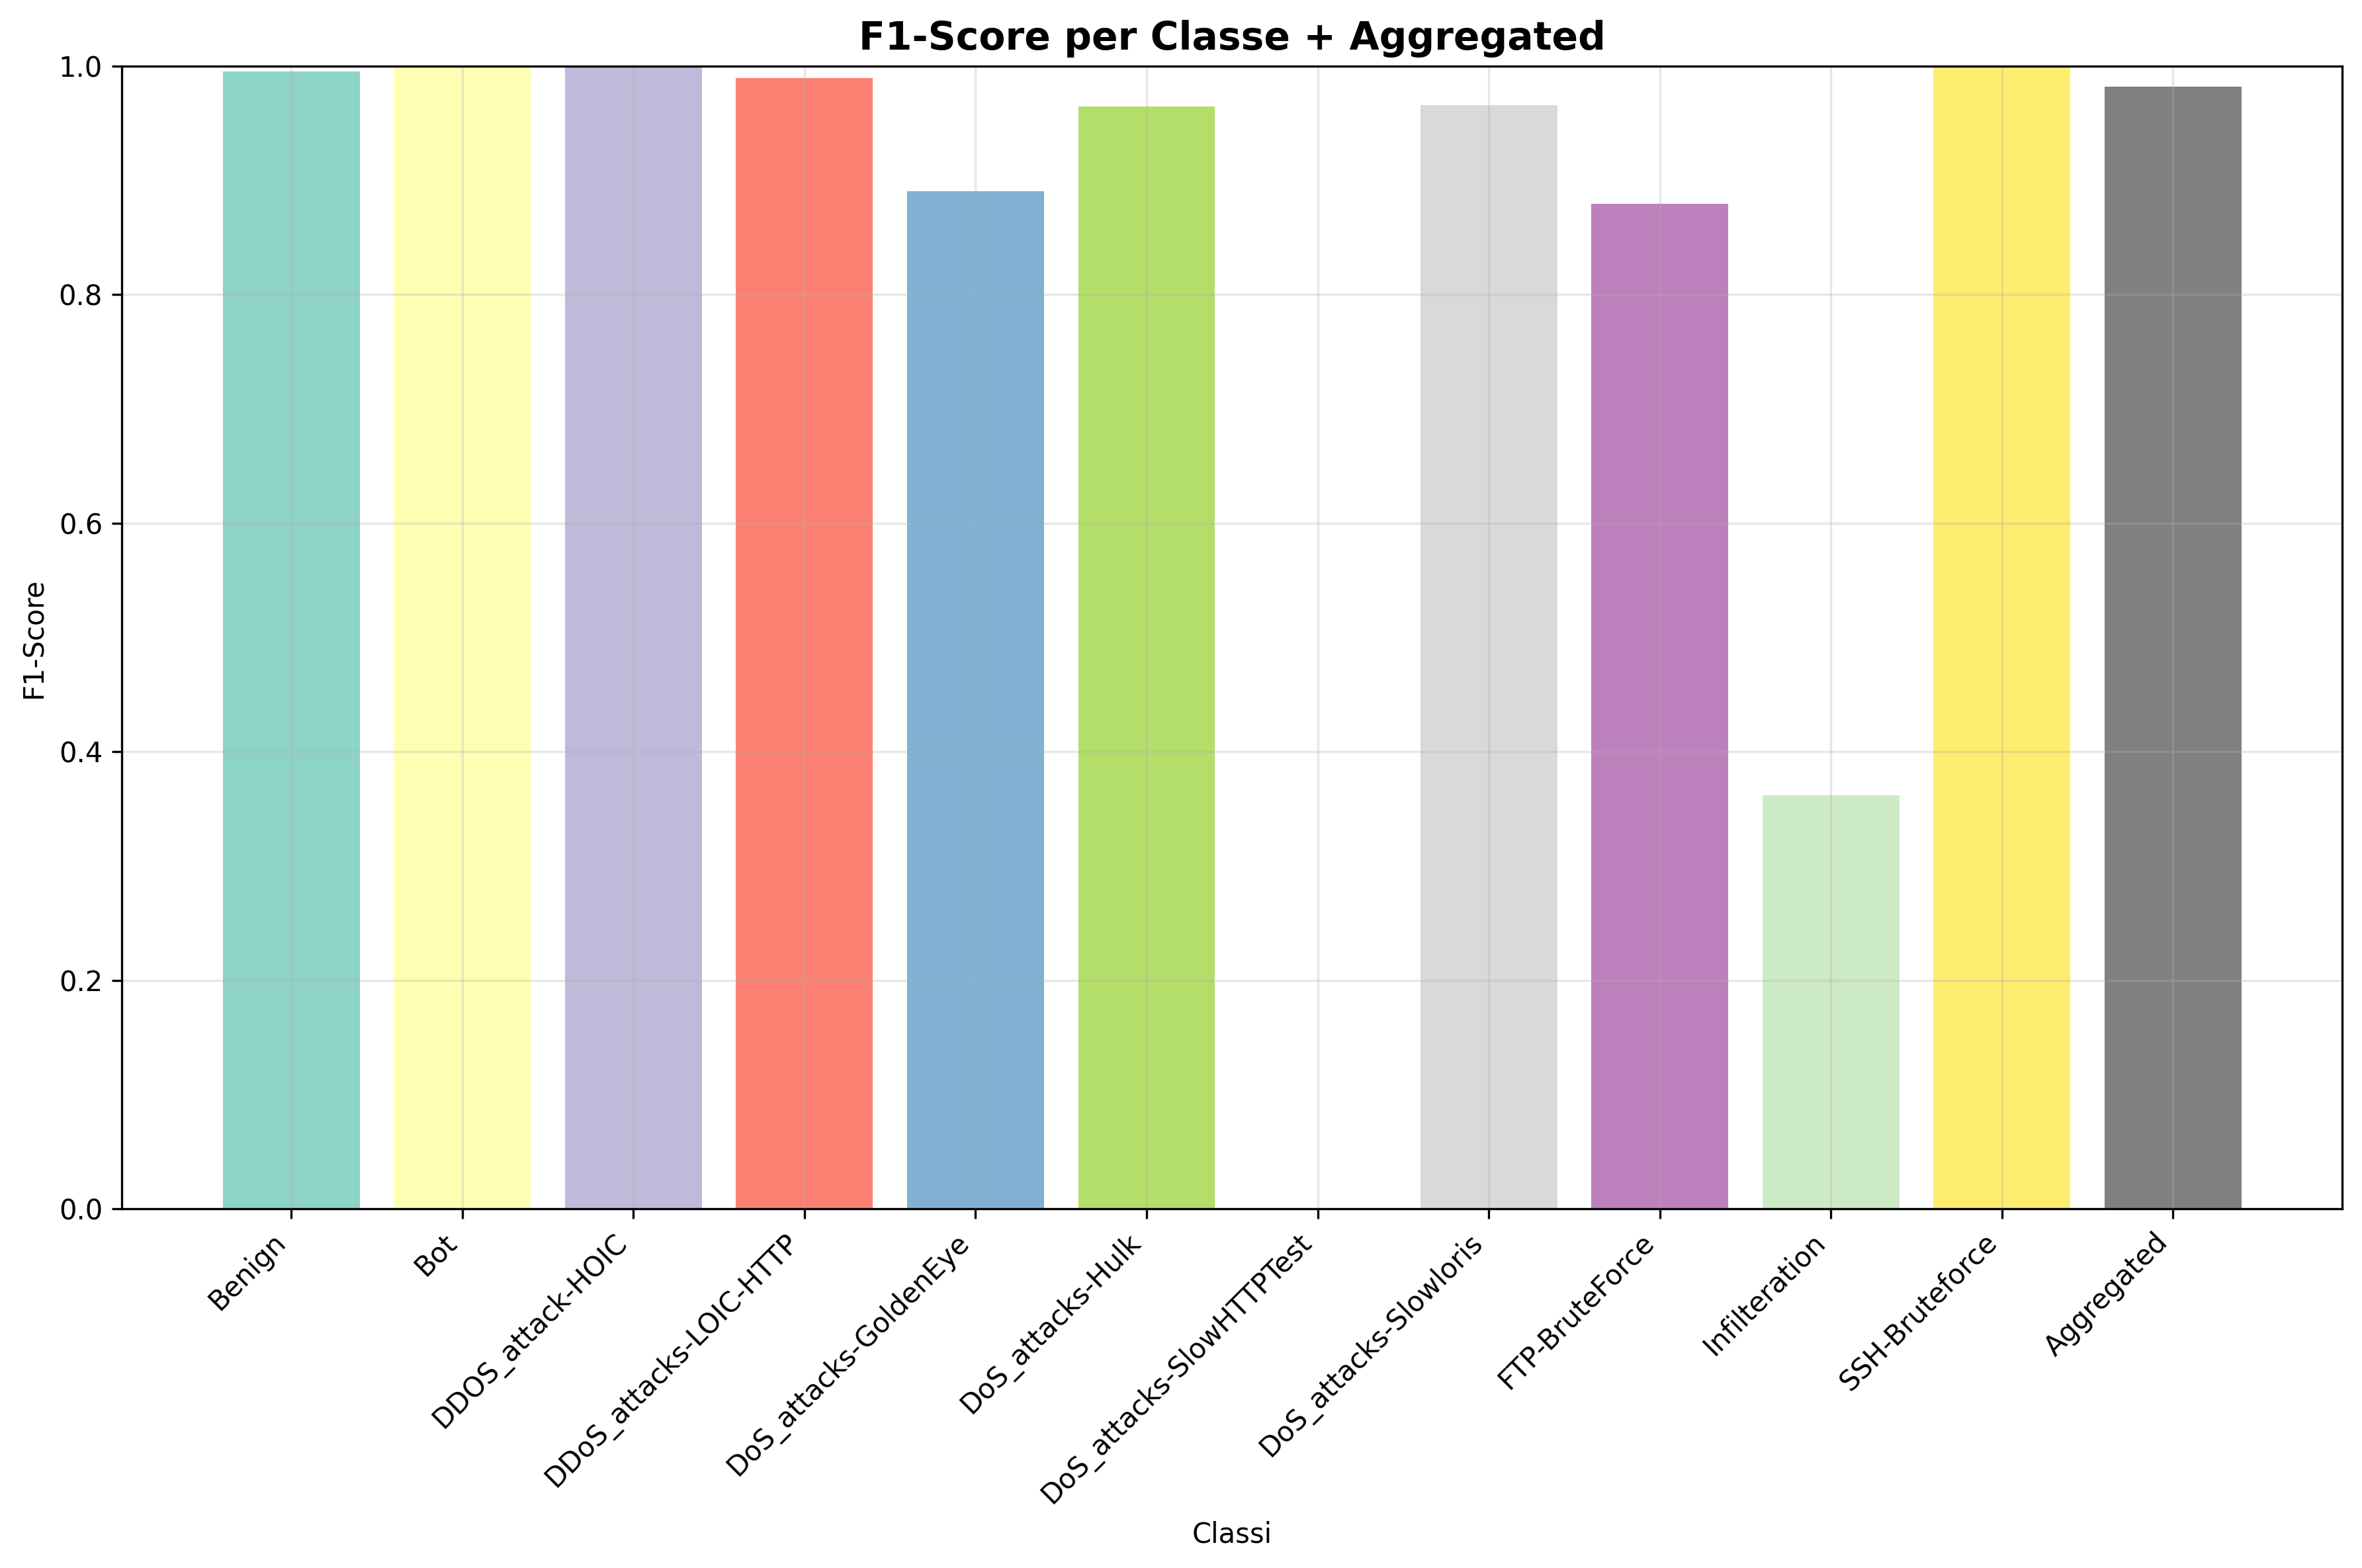 F1-Score per Classe + Aggregated
F1-Score
1.0
0.8
0.6
0.4
0.2
0.0
Benign
Bot
DDOS_attack-HOIC
DDoS_attacks-LOIC-HTTP
DoS_attacks-GoldenEye
DoS_attacks-Hulk
DoS_attacks-SlowHTTPTest
DoS_attacks-Slowloris
FTP-BruteForce
Infilteration
SSH-Bruteforce
Aggregated
Classi